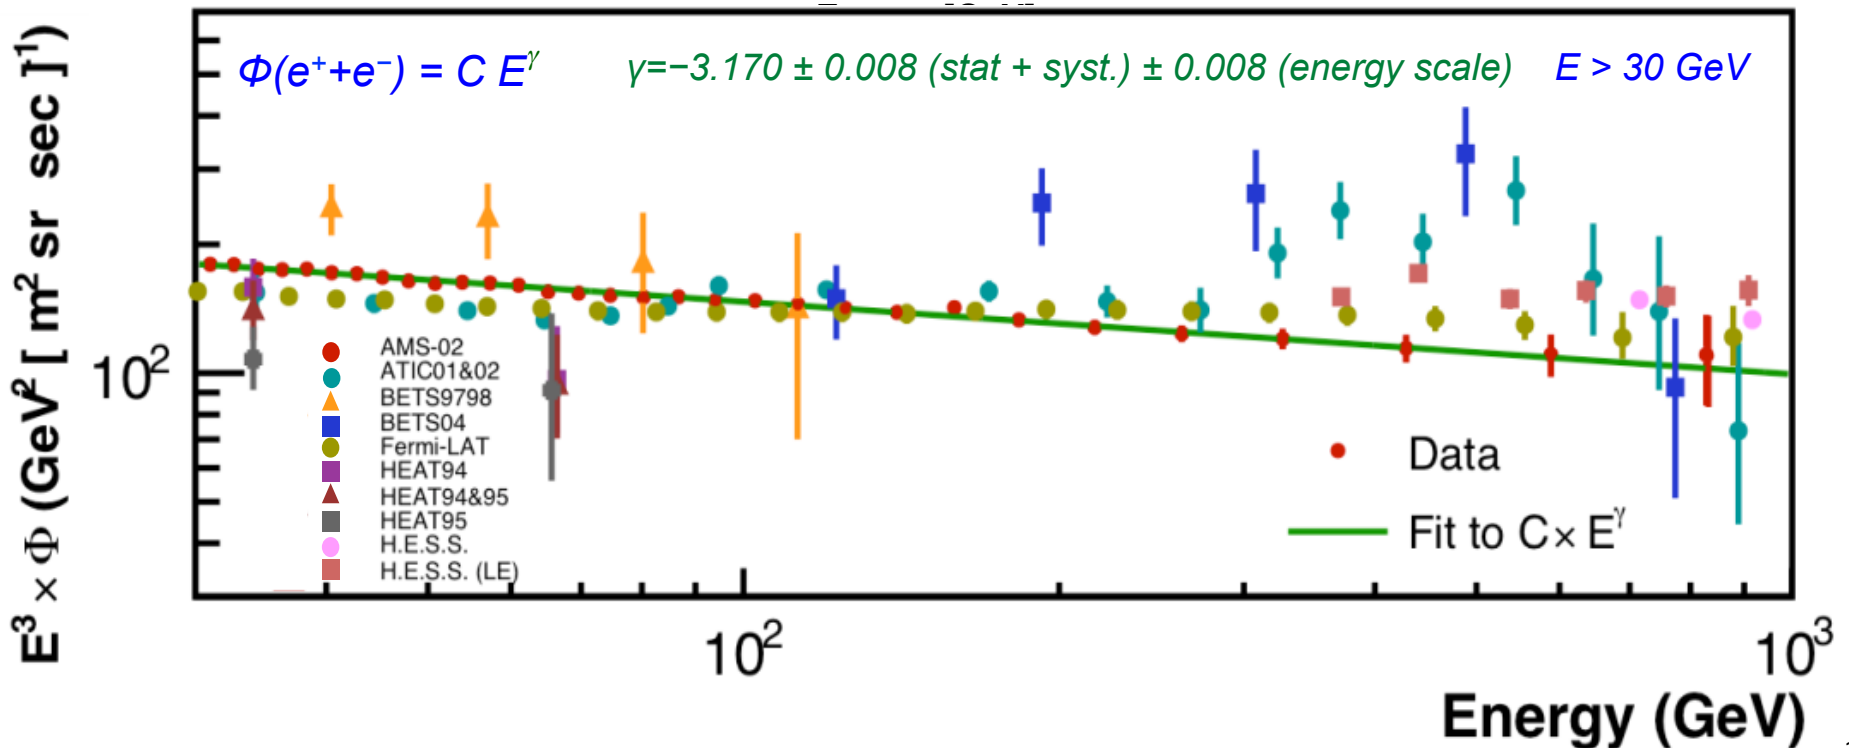 Φ(e⁺+e⁻) = C E^γ
γ=−3.170 ± 0.008 (stat + syst.) ± 0.008 (energy scale)
E > 30 GeV
E³ × Φ (GeV² [ m² sr sec ]⁻¹)
10²
AMS-02
ATIC01&02
BETS9798
BETS04
Fermi-LAT
HEAT94
HEAT94&95
HEAT95
H.E.S.S.
H.E.S.S. (LE)
Data
Fit to C× E^γ
10²
10³
Energy (GeV)